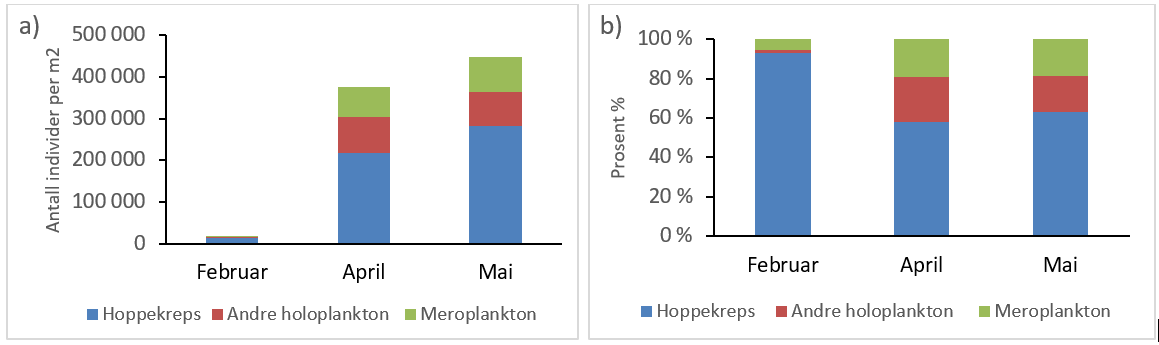 a)
Antall individer per m2
500 000
400 000
300 000
200 000
100 000
0
Februar April Mai
Hoppekreps Andre holoplankton Meroplankton
b)
Prosent %
100 %
80 %
60 %
40 %
20 %
0 %
Februar April Mai
Hoppekreps Andre holoplankton Meroplankton